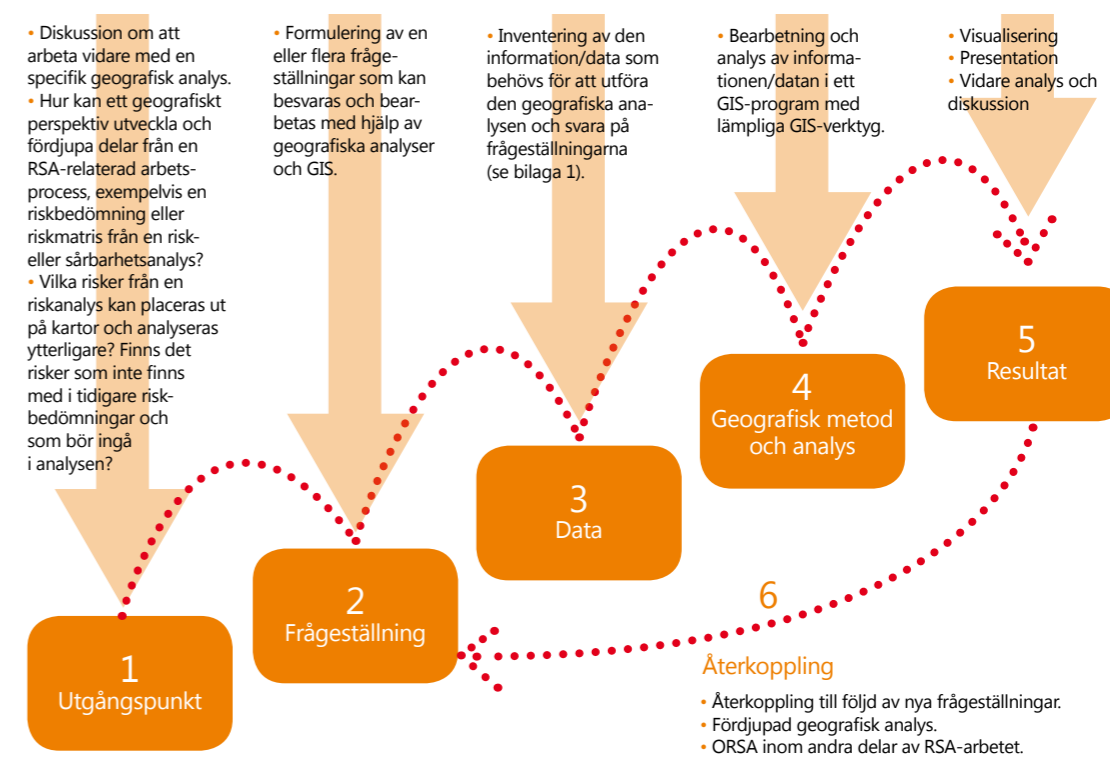 • Diskussion om att
arbeta vidare med en
specifik geografisk analys.
• Hur kan ett geografiskt
perspektiv utveckla och
fördjupa delar från en
RSA-relaterad arbets-
process, exempelvis en
riskbedömning eller
riskmatris från en risk-
eller sårbarhetsanalys?
• Vilka risker från en
riskanalys kan placeras ut
på kartor och analyseras
ytterligare? Finns det
risker som inte finns
med i tidigare risk-
bedömningar och
som bör ingå
i analysen?
1
Utgångspunkt
• Formulering av en
eller flera fråge-
ställningar som kan
besvaras och bear-
betas med hjälp av
geografiska analyser
och GIS.
2
Frågeställning
• Inventering av den
information/data som
behövs för att utföra
den geografiska ana-
lysen och svara på
frågeställningarna
(se bilaga 1).
3
Data
• Bearbetning och
analys av informa-
tionen/datan i ett
GIS-program med
lämpliga GIS-verktyg.
4
Geografisk metod
och analys
• Visualisering
• Presentation
• Vidare analys och
diskussion
5
Resultat
6
Återkoppling
• Återkoppling till följd av nya frågeställningar.
• Fördjupad geografisk analys.
• ORSA inom andra delar av RSA-arbetet.